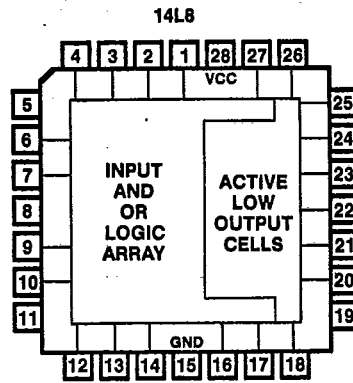 14L8
4 3 2 1 28 27 26
VCC
5
6
7
8
9
10
11
INPUT
AND
OR
LOGIC
ARRAY
ACTIVE
LOW
OUTPUT
CELLS
25
24
23
22
21
20
19
GND
12 13 14 15 16 17 18